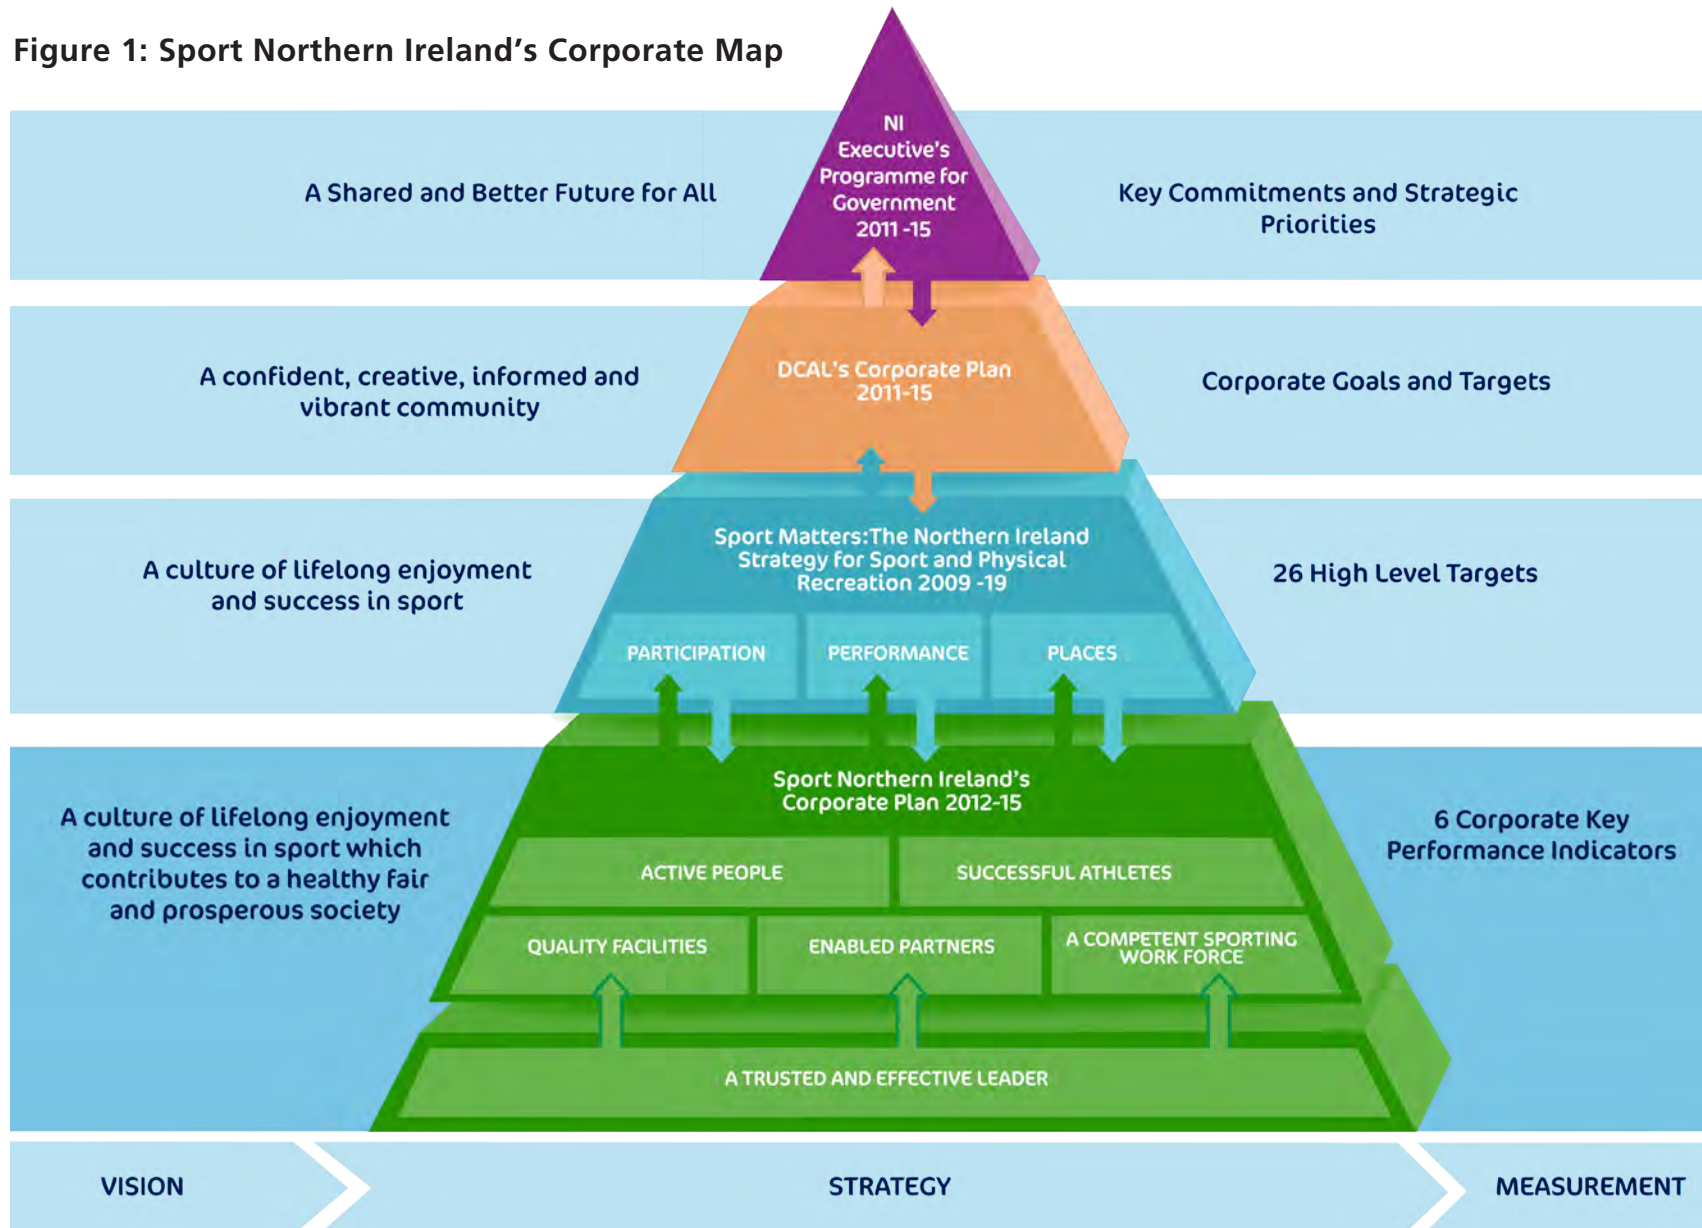 Figure 1: Sport Northern Ireland's Corporate Map
A Shared and Better Future for All
NI
Executive's
Programme for
Government
2011 -15
Key Commitments and Strategic
Priorities
A confident, creative, informed and
vibrant community
DCAL's Corporate Plan
2011-15
Corporate Goals and Targets
A culture of lifelong enjoyment
and success in sport
Sport Matters:The Northern Ireland
Strategy for Sport and Physical
Recreation 2009 -19
PARTICIPATION
PERFORMANCE
PLACES
26 High Level Targets
A culture of lifelong enjoyment
and success in sport which
contributes to a healthy fair
and prosperous society
Sport Northern Ireland's
Corporate Plan 2012-15
ACTIVE PEOPLE
SUCCESSFUL ATHLETES
QUALITY FACILITIES
ENABLED PARTNERS
A COMPETENT SPORTING
WORK FORCE
A TRUSTED AND EFFECTIVE LEADER
6 Corporate Key
Performance Indicators
VISION
STRATEGY
MEASUREMENT